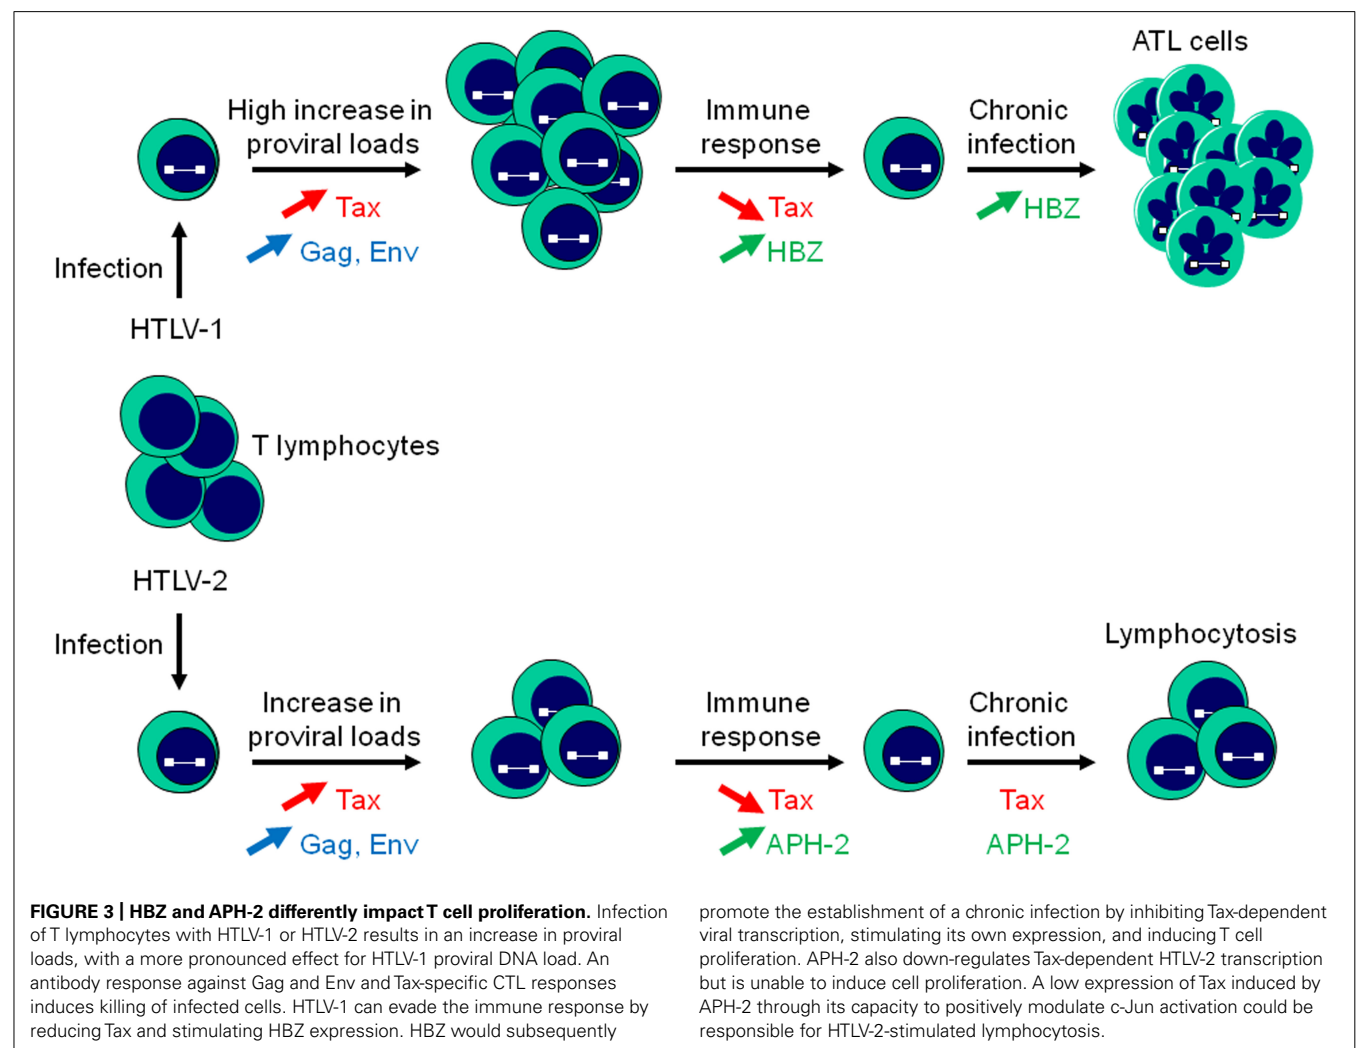 ATL cells
High increase in
proviral loads
Immune
response
Chronic
infection
Tax
Gag, Env
Tax
HBZ
HBZ
Infection
HTLV-1
T lymphocytes
HTLV-2
Infection
Lymphocytosis
Increase in
proviral loads
Immune
response
Chronic
infection
Tax
Gag, Env
Tax
APH-2
Tax
APH-2
FIGURE 3 | HBZ and APH-2 differently impact T cell proliferation. Infection
of T lymphocytes with HTLV-1 or HTLV-2 results in an increase in proviral
loads, with a more pronounced effect for HTLV-1 proviral DNA load. An
antibody response against Gag and Env and Tax-specific CTL responses
induces killing of infected cells. HTLV-1 can evade the immune response by
reducing Tax and stimulating HBZ expression. HBZ would subsequently
promote the establishment of a chronic infection by inhibiting Tax-dependent
viral transcription, stimulating its own expression, and inducing T cell
proliferation. APH-2 also down-regulates Tax-dependent HTLV-2 transcription
but is unable to induce cell proliferation. A low expression of Tax induced by
APH-2 through its capacity to positively modulate c-Jun activation could be
responsible for HTLV-2-stimulated lymphocytosis.